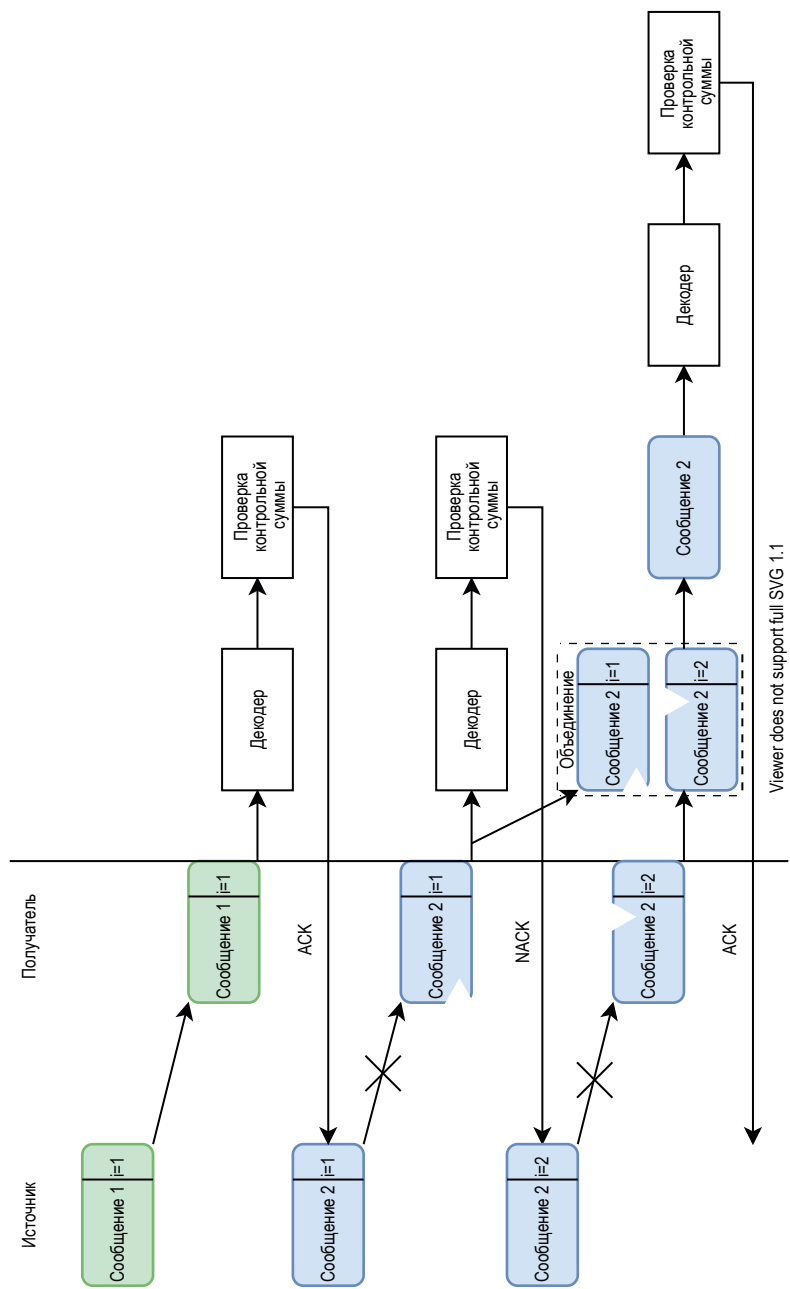 Источник
Получатель
Сообщение 1
i=1
Сообщение 1
i=1
Декодер
Проверка
контрольной
суммы
ACK
Сообщение 2
i=1
Сообщение 2
i=1
Декодер
Проверка
контрольной
суммы
NACK
Объединение
Сообщение 2
i=1
Сообщение 2
i=2
Сообщение 2
i=2
Сообщение 2
i=2
Сообщение 2
Декодер
Проверка
контрольной
суммы
ACK
Viewer does not support full SVG 1.1